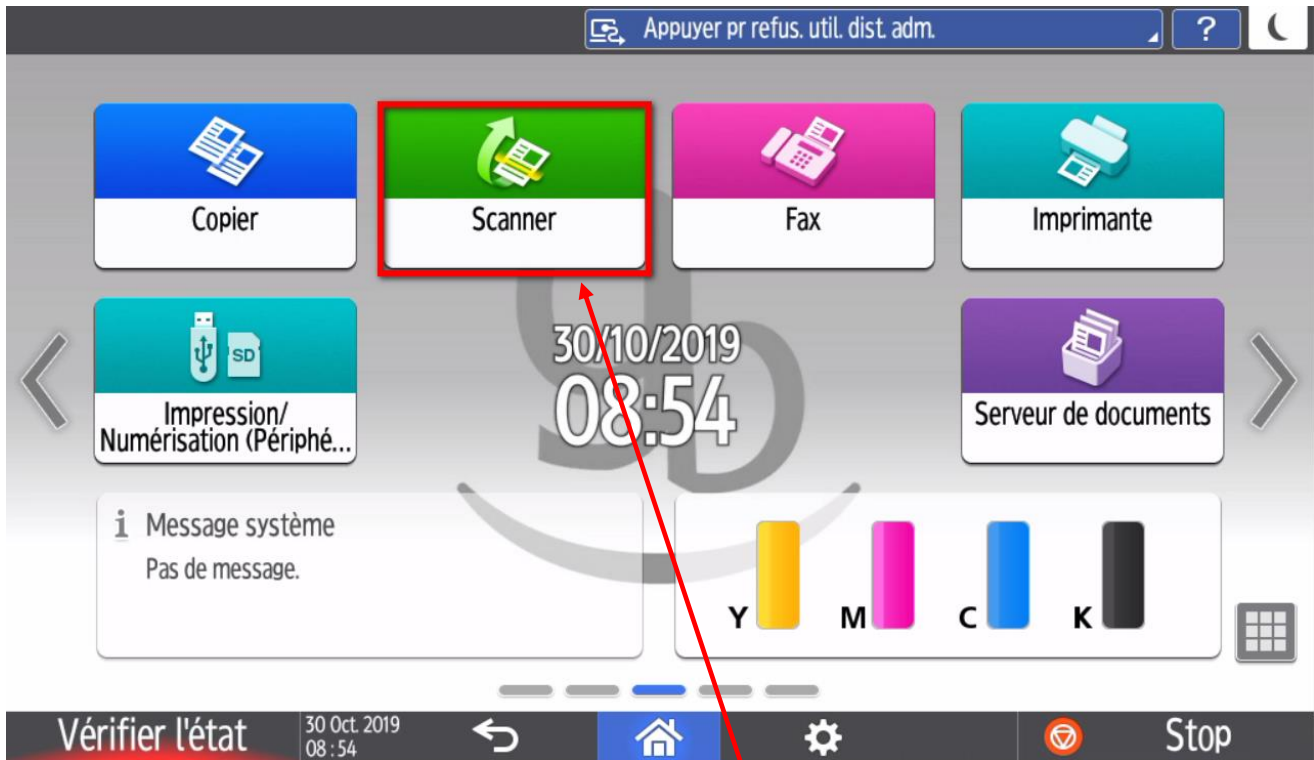 Appuyer pr refus. util. dist. adm.
?
Copier
Scanner
Fax
Imprimante
SD
Impression/
Numérisation (Périphé...
30/10/2019
08:54
Serveur de documents
i Message système
Pas de message.
Y M C K
Vérifier l'état
30 Oct. 2019
08 : 54
Stop